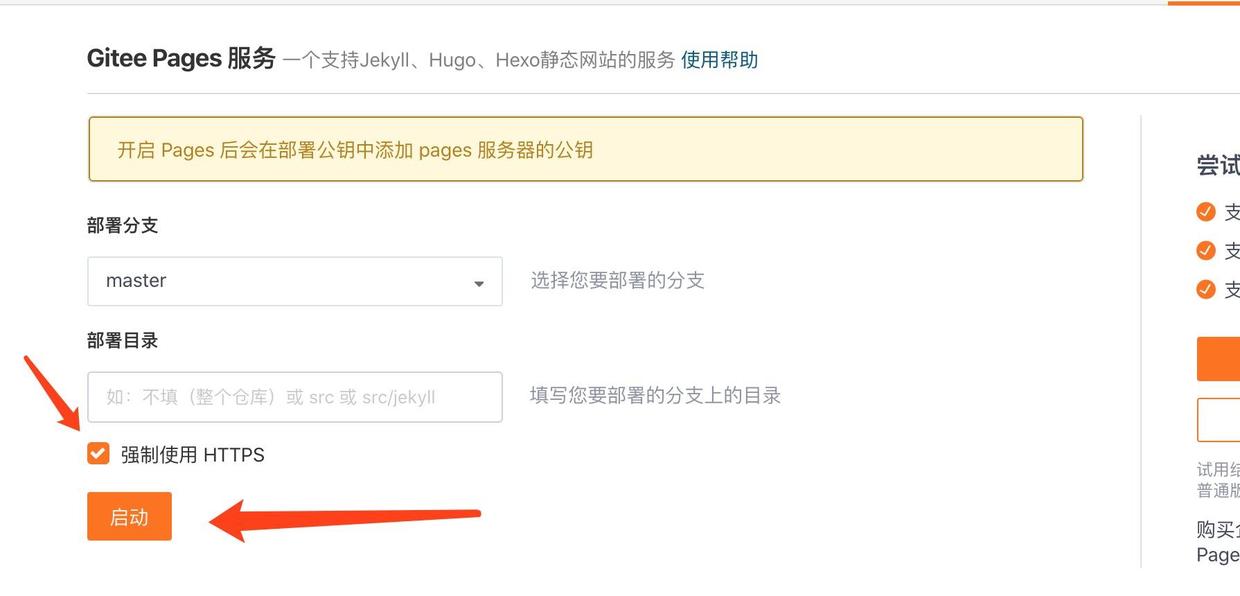 Gitee Pages 服务 一个支持Jekyll、Hugo、Hexo静态网站的服务 使用帮助
开启 Pages 后会在部署公钥中添加 pages 服务器的公钥
部署分支
master
选择您要部署的分支
部署目录
如：不填（整个仓库）或 src 或 src/jekyll
填写您要部署的分支上的目录
强制使用 HTTPS
启动
尝试
支
支
支
试用结
普通版
购买企
Page